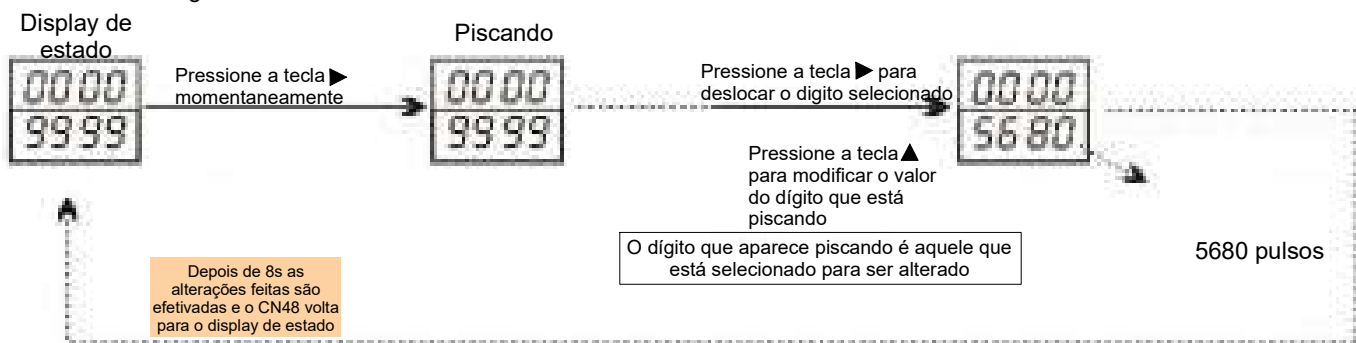 Display de
estado
0000
9999
Pressione a tecla ▶
momentaneamente
Piscando
0000
9999
Pressione a tecla ▶ para
deslocar o digito selecionado
Pressione a tecla ▲
para modificar o valor
do dígito que está
piscando
0000
5680
O dígito que aparece piscando é aquele que
está selecionado para ser alterado
5680 pulsos
Depois de 8s as
alterações feitas são
efetivadas e o CN48 volta
para o display de estado